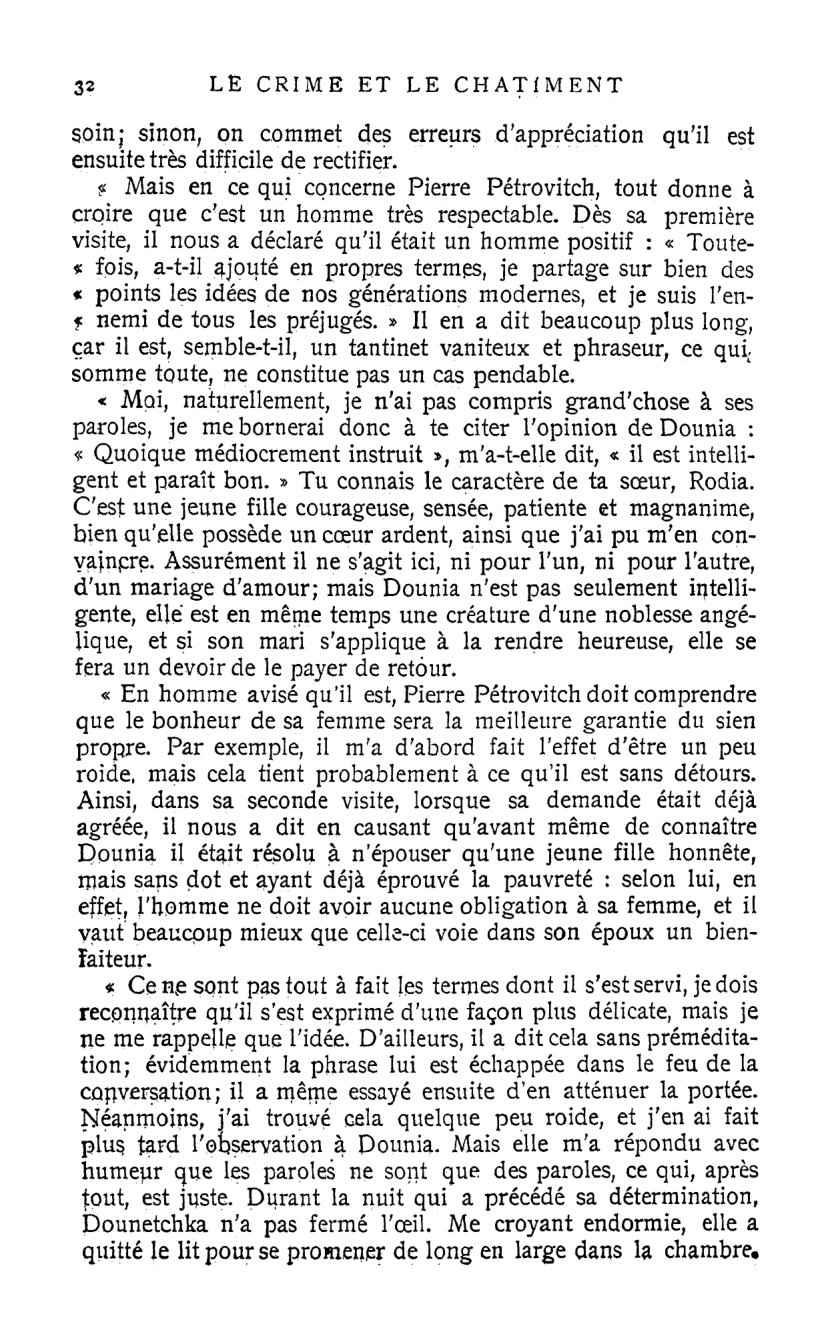 32 LE CRIME ET LE CHATIMENT
soin; sinon, on commet des erreurs d'appréciation qu'il est
ensuite très difficile de rectifier.
« Mais en ce qui concerne Pierre Pétrovitch, tout donne à
croire que c'est un homme très respectable. Dès sa première
visite, il nous a déclaré qu'il était un homme positif : « Toute-
« fois, a-t-il ajouté en propres termes, je partage sur bien des
« points les idées de nos générations modernes, et je suis l'en-
« nemi de tous les préjugés. » Il en a dit beaucoup plus long,
car il est, semble-t-il, un tantinet vaniteux et phraseur, ce qui,
somme toute, ne constitue pas un cas pendable.
« Moi, naturellement, je n'ai pas compris grand'chose à ses
paroles, je me bornerai donc à te citer l'opinion de Dounia :
« Quoique médiocrement instruit », m'a-t-elle dit, « il est intelli-
gent et paraît bon. » Tu connais le caractère de ta sœur, Rodia.
C'est une jeune fille courageuse, sensée, patiente et magnanime,
bien qu'elle possède un cœur ardent, ainsi que j'ai pu m'en con-
vaincre. Assurément il ne s'agit ici, ni pour l'un, ni pour l'autre,
d'un mariage d'amour; mais Dounia n'est pas seulement intelli-
gente, elle est en même temps une créature d'une noblesse angé-
lique, et si son mari s'applique à la rendre heureuse, elle se
fera un devoir de le payer de retour.
« En homme avisé qu'il est, Pierre Pétrovitch doit comprendre
que le bonheur de sa femme sera la meilleure garantie du sien
propre. Par exemple, il m'a d'abord fait l'effet d'être un peu
roide, mais cela tient probablement à ce qu'il est sans détours.
Ainsi, dans sa seconde visite, lorsque sa demande était déjà
agréée, il nous a dit en causant qu'avant même de connaître
Dounia il était résolu à n'épouser qu'une jeune fille honnête,
mais sans dot et ayant déjà éprouvé la pauvreté : selon lui, en
effet, l'homme ne doit avoir aucune obligation à sa femme, et il
vaut beaucoup mieux que celle-ci voie dans son époux un bien-
faiteur.
« Ce ne sont pas tout à fait les termes dont il s'est servi, je dois
reconnaître qu'il s'est exprimé d'une façon plus délicate, mais je
ne me rappelle que l'idée. D'ailleurs, il a dit cela sans prémédita-
tion; évidemment la phrase lui est échappée dans le feu de la
conversation; il a même essayé ensuite d'en atténuer la portée.
Néanmoins, j'ai trouvé cela quelque peu roide, et j'en ai fait
plus tard l'observation à Dounia. Mais elle m'a répondu avec
humeur que les paroles ne sont que des paroles, ce qui, après
tout, est juste. Durant la nuit qui a précédé sa détermination,
Dounetchka n'a pas fermé l'œil. Me croyant endormie, elle a
quitté le lit pour se promener de long en large dans la chambre.